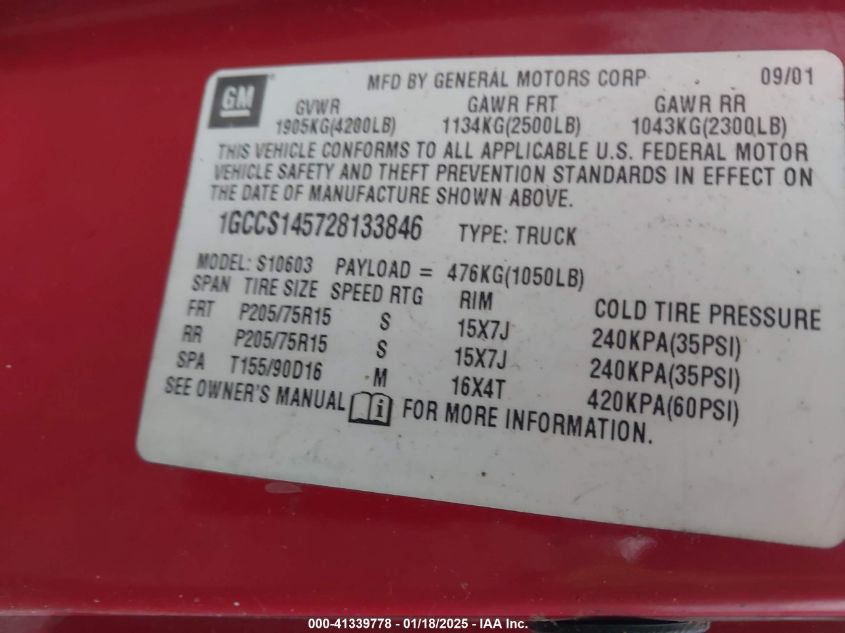 GM
MFD BY GENERAL MOTORS CORP 09/01
GVWR GAWR FRT GAWR RR
1905KG(4200LB) 1134KG(2500LB) 1043KG(2300LB)
THIS VEHICLE CONFORMS TO ALL APPLICABLE U.S. FEDERAL MOTOR
VEHICLE SAFETY AND THEFT PREVENTION STANDARDS IN EFFECT ON
THE DATE OF MANUFACTURE SHOWN ABOVE.
1GCCS145728133846 TYPE: TRUCK
MODEL: S10603 PAYLOAD = 476KG(1050LB)
SPAN TIRE SIZE SPEED RTG RIM COLD TIRE PRESSURE
FRT P205/75R15 S 15X7J 240KPA(35PSI)
RR P205/75R15 S 15X7J 240KPA(35PSI)
SPA T155/90D16 M 16X4T 420KPA(60PSI)
SEE OWNER'S MANUAL i FOR MORE INFORMATION.
000-41339778 - 01/18/2025 - IAA Inc.